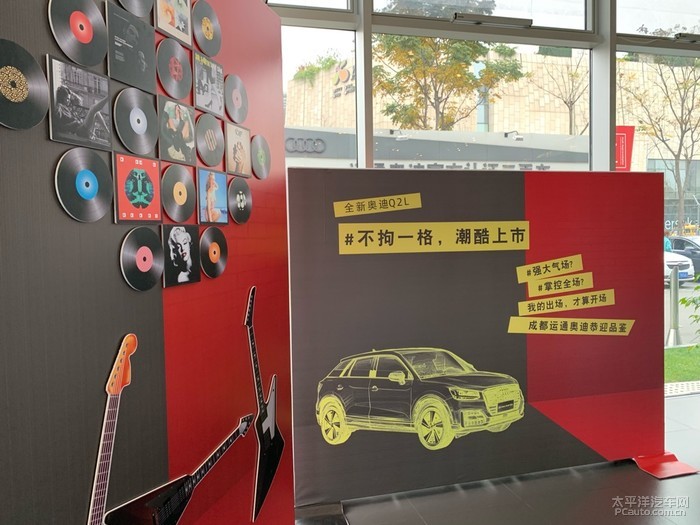 全新奥迪Q2L
#不拘一格，潮酷上市
#强大气场?
#掌控全场?
我的出场，才算开场
成都运通奥迪恭迎品鉴
太平洋汽车网
PCauto.com.cn